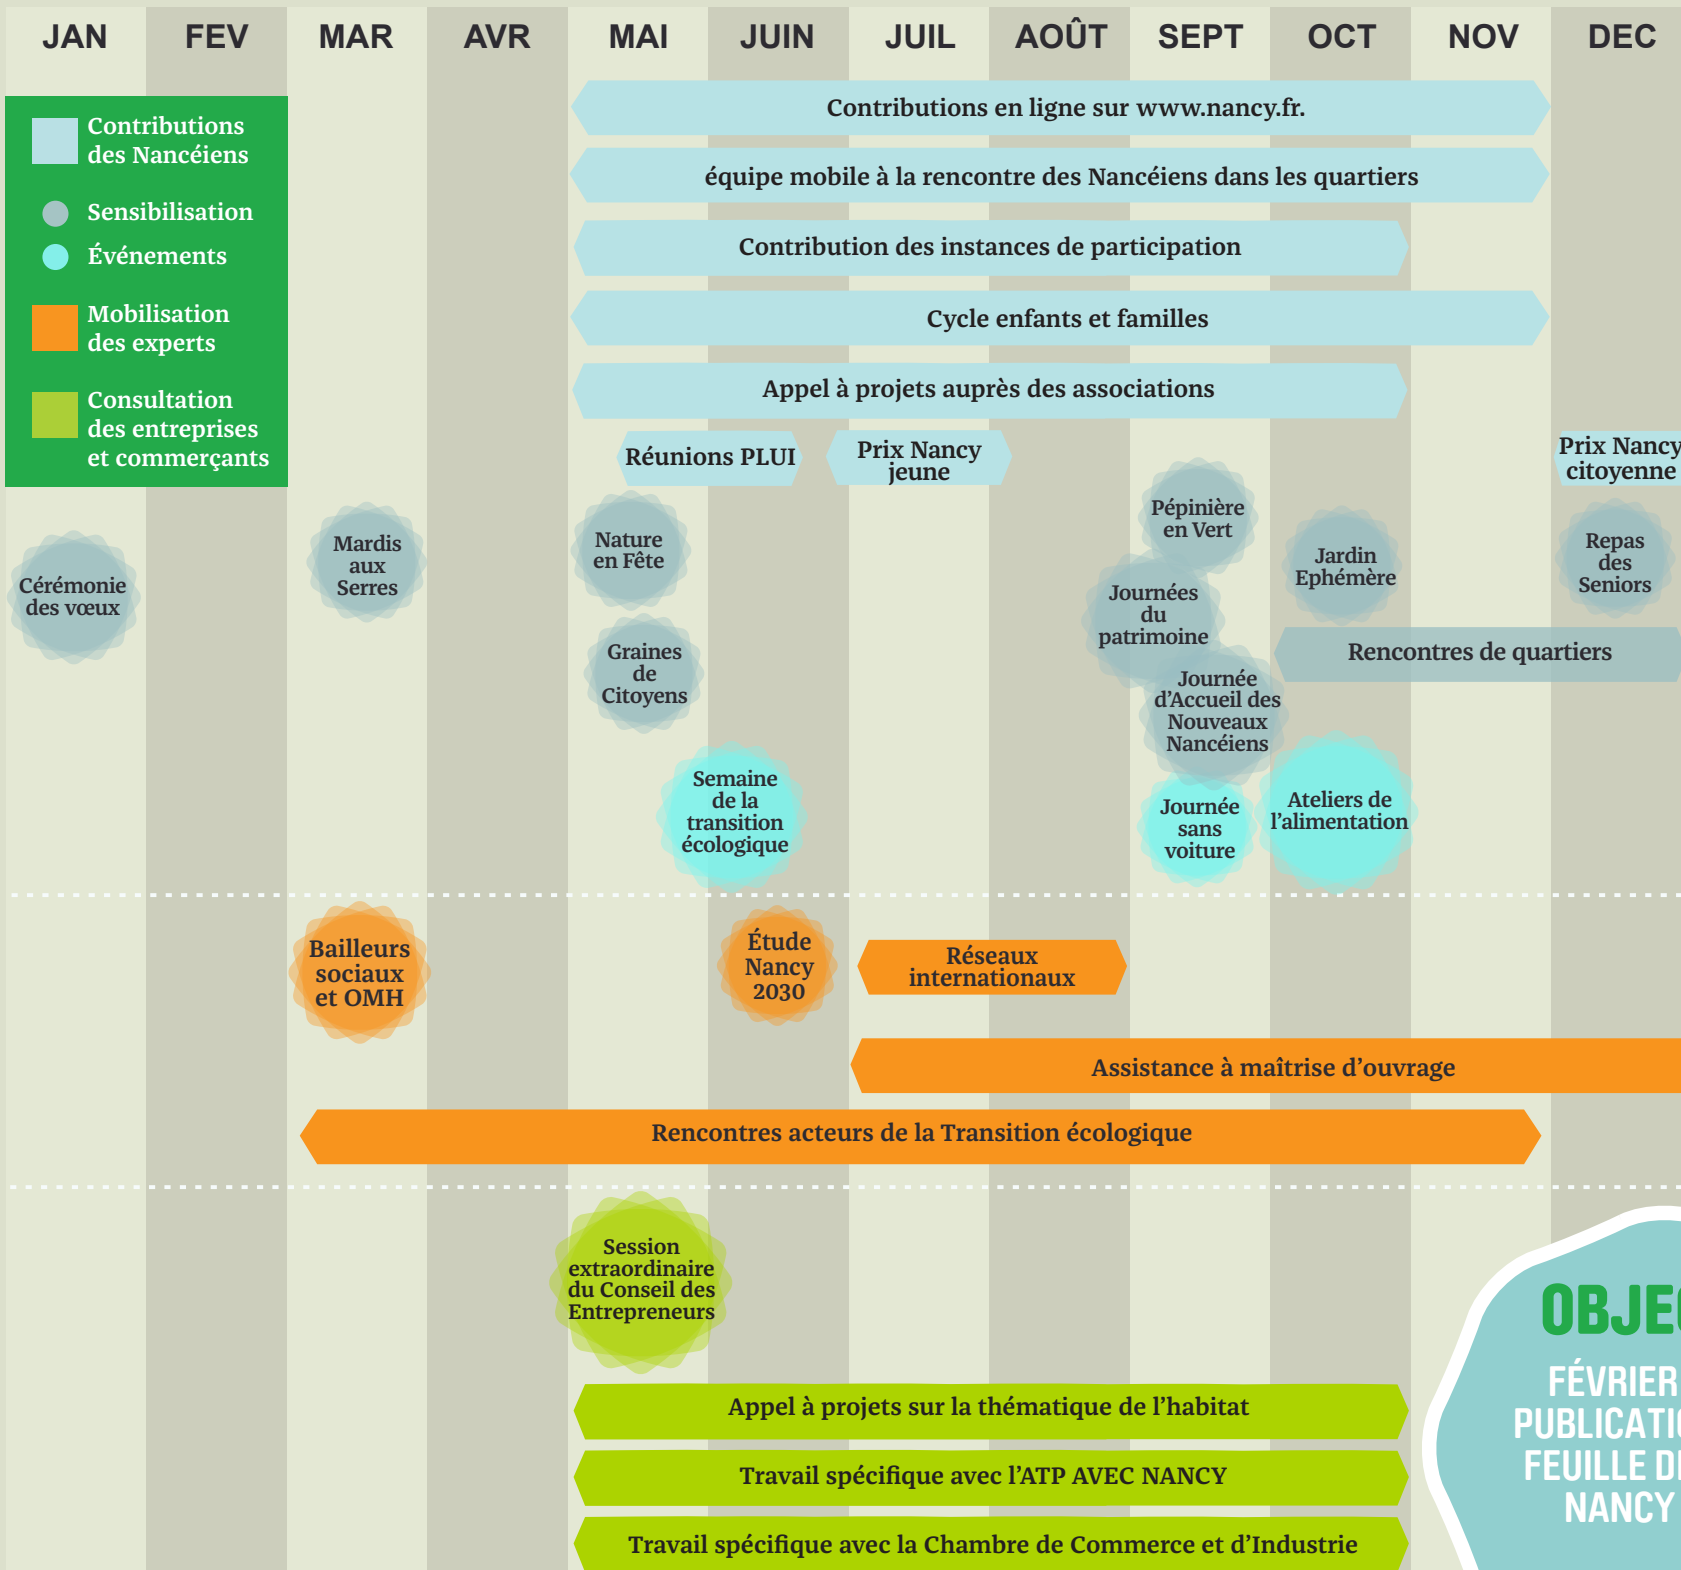 JAN FEV MAR AVR MAI JUIN JUIL AOÛT SEPT OCT NOV DEC
Contributions
des Nancéiens
Sensibilisation
Événements
Mobilisation
des experts
Consultation
des entreprises
et commerçants
Contributions en ligne sur www.nancy.fr.
équipe mobile à la rencontre des Nancéiens dans les quartiers
Contribution des instances de participation
Cycle enfants et familles
Appel à projets auprès des associations
Réunions PLUI
Prix Nancy
jeune
Prix Nancy
citoyenne
Cérémonie
des vœux
Mardis
aux
Serres
Nature
en Fête
Graines
de
Citoyens
Pépinière
en Vert
Journées
du
patrimoine
Journée
d’Accueil des
Nouveaux
Nancéiens
Jardin
Ephémère
Repas
des
Seniors
Rencontres de quartiers
Semaine
de la
transition
écologique
Journée
sans
voiture
Ateliers de
l’alimentation
Bailleurs
sociaux
et OMH
Étude
Nancy
2030
Réseaux
internationaux
Assistance à maîtrise d’ouvrage
Rencontres acteurs de la Transition écologique
Session
extraordinaire
du Conseil des
Entrepreneurs
Appel à projets sur la thématique de l’habitat
Travail spécifique avec l’ATP AVEC NANCY
Travail spécifique avec la Chambre de Commerce et d’Industrie
FÉVRIER
FEUILLE
NANCY